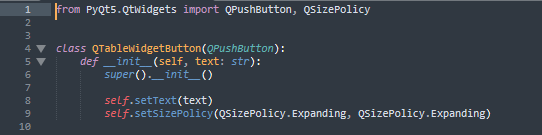 1 from PyQt5.QtWidgets import QPushButton, QSizePolicy
2
3
4 class QTableWidgetButton(QPushButton):
5     def __init__(self, text: str):
6         super().__init__()
7
8         self.setText(text)
9         self.setSizePolicy(QSizePolicy.Expanding, QSizePolicy.Expanding)
10